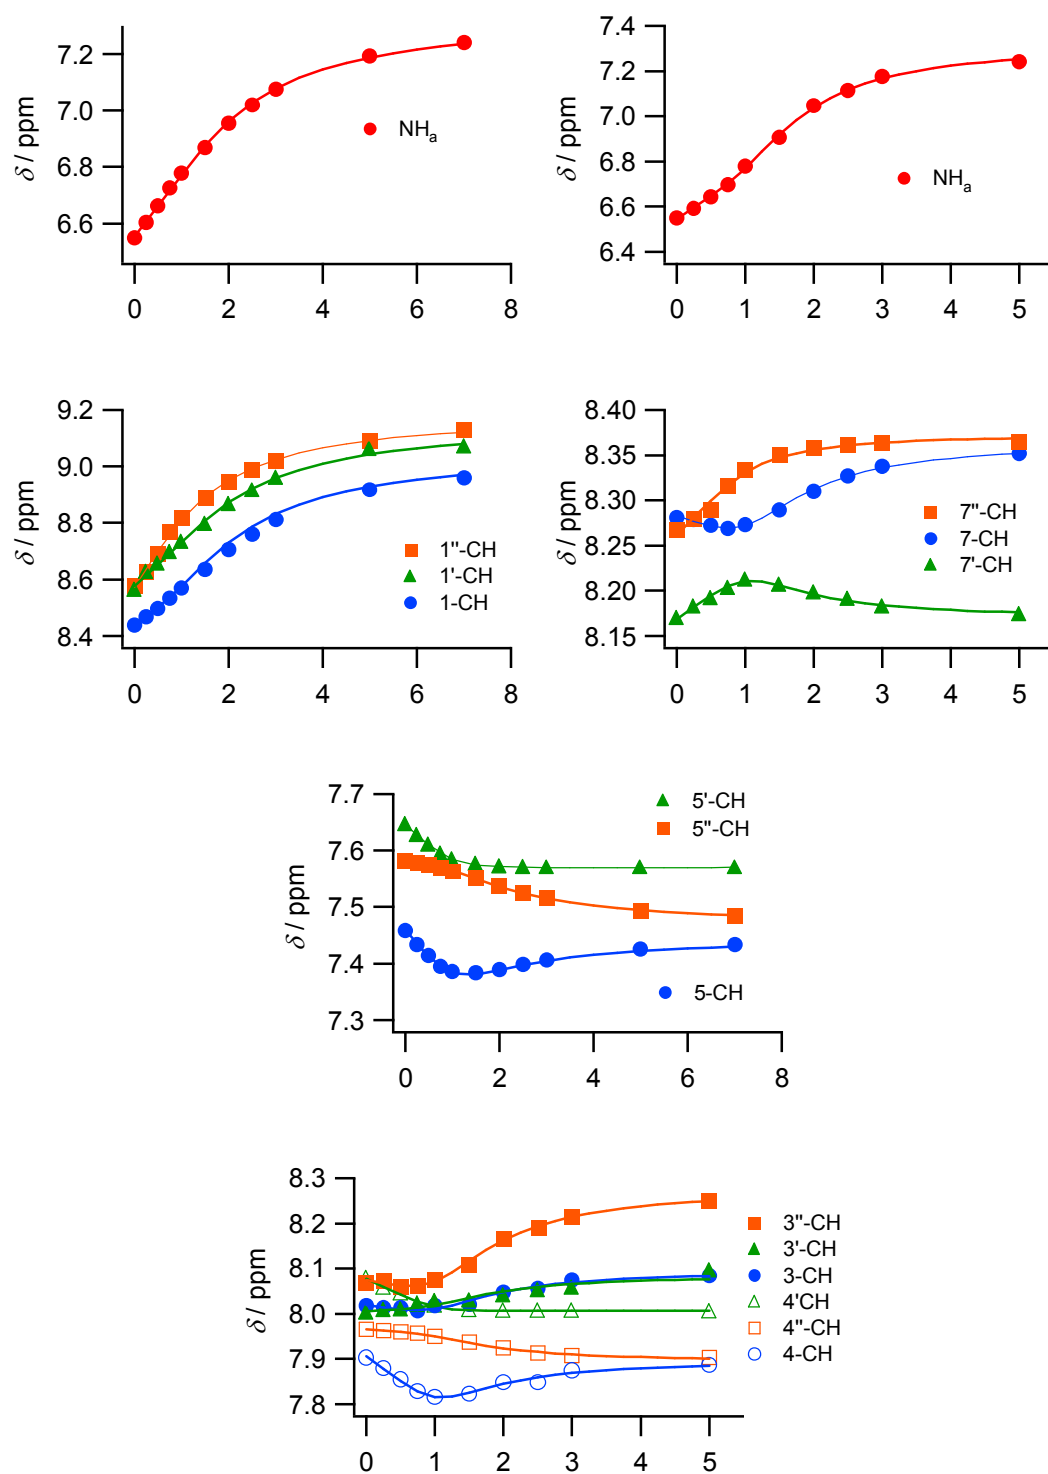 δ / ppm
7.2
7.0
6.8
6.6
0 2 4 6 8
NHa
δ / ppm
7.4
7.2
7.0
6.8
6.6
6.4
0 1 2 3 4 5
NHa
δ / ppm
9.2
9.0
8.8
8.6
8.4
0 2 4 6 8
1''-CH
1'-CH
1-CH
δ / ppm
8.40
8.35
8.30
8.25
8.20
8.15
0 1 2 3 4 5
7''-CH
7-CH
7'-CH
δ / ppm
7.7
7.6
7.5
7.4
7.3
0 2 4 6 8
5'-CH
5''-CH
5-CH
δ / ppm
8.3
8.2
8.1
8.0
7.9
7.8
0 1 2 3 4 5
3''-CH
3'-CH
3-CH
4'CH
4''-CH
4-CH